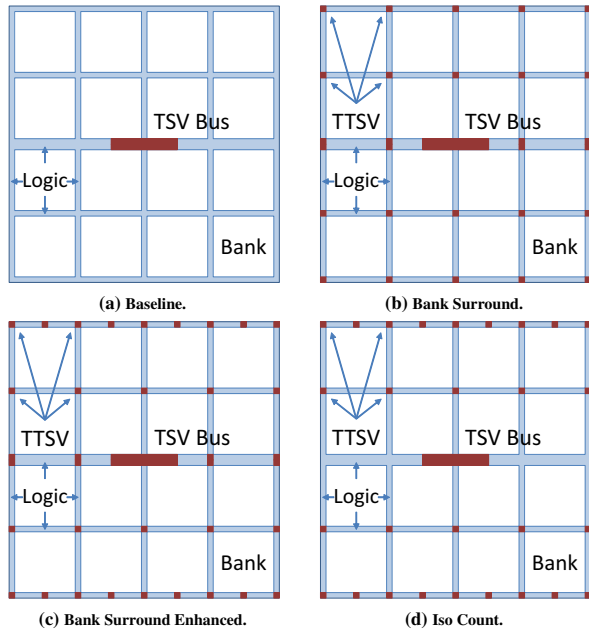 TSV Bus
Logic
Bank
(a) Baseline.
TTSV
TSV Bus
Logic
Bank
(b) Bank Surround.
TTSV
TSV Bus
Logic
Bank
(c) Bank Surround Enhanced.
TTSV
TSV Bus
Logic
Bank
(d) Iso Count.